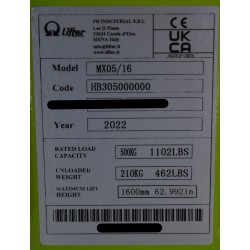 Lifter
PR INDUSTRIAL S.R.L.
Loc Il Piano
53031 Casole d'Elsa
SIENA Italy
info@lifter.it
www.lifter.it
CE
UK
CA
Model MX05/16
Code HB305000000
Year 2022
RATED LOAD
CAPACITY 500KG 1102LBS
UNLOADED
WEIGHT 210KG 462LBS
MAXIMUM LIFT
HEIGHT 1600mm 62.992in